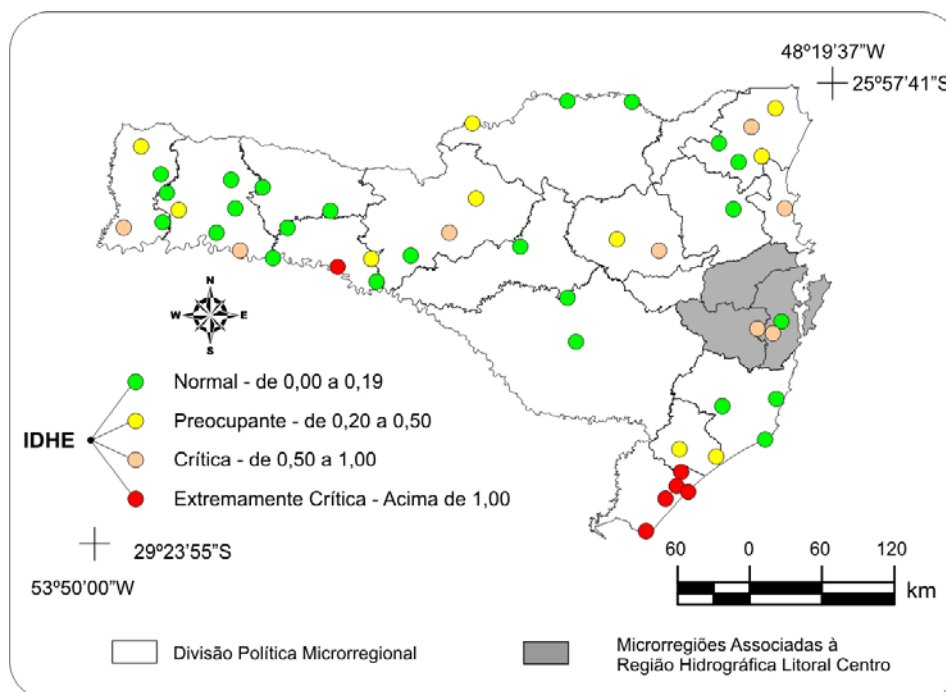 48º19'37"W
25º57'41"S
N
W E
S
Normal - de 0,00 a 0,19
Preocupante - de 0,20 a 0,50
IDHE
Crítica - de 0,50 a 1,00
Extremamente Crítica - Acima de 1,00
29º23'55"S
53º50'00"W
60 0 60 120
km
Divisão Política Microrregional
Microrregiões Associadas à
Região Hidrográfica Litoral Centro